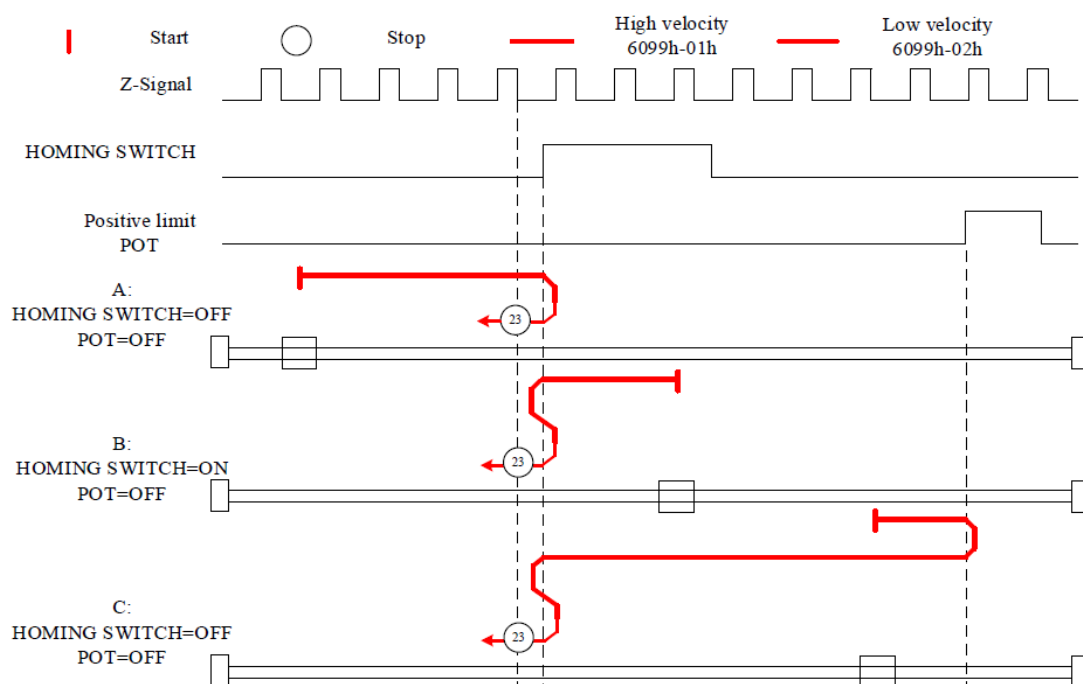 Start
Stop
High velocity
6099h-01h
Low velocity
6099h-02h
Z-Signal
HOMING SWITCH
Positive limit
POT
A:
HOMING SWITCH=OFF
POT=OFF
23
B:
HOMING SWITCH=ON
POT=OFF
23
C:
HOMING SWITCH=OFF
POT=OFF
23